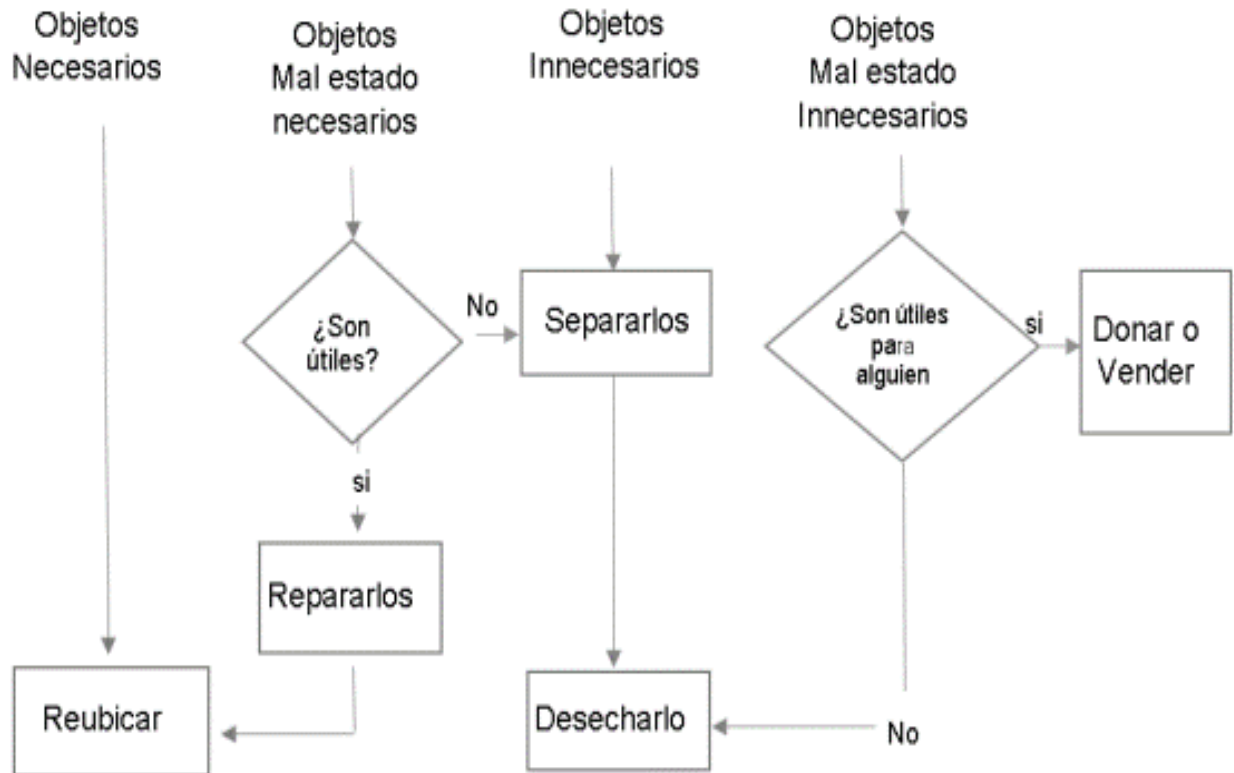 Objetos
Necesarios
Objetos
Mal estado
necesarios
Objetos
Innecesarios
Objetos
Mal estado
Innecesarios
¿Son
útiles?
No
Separarlos
¿Son útiles
para
alguien
si
Donar o
Vender
si
Repararlos
Reubicar
Desecharlo
No